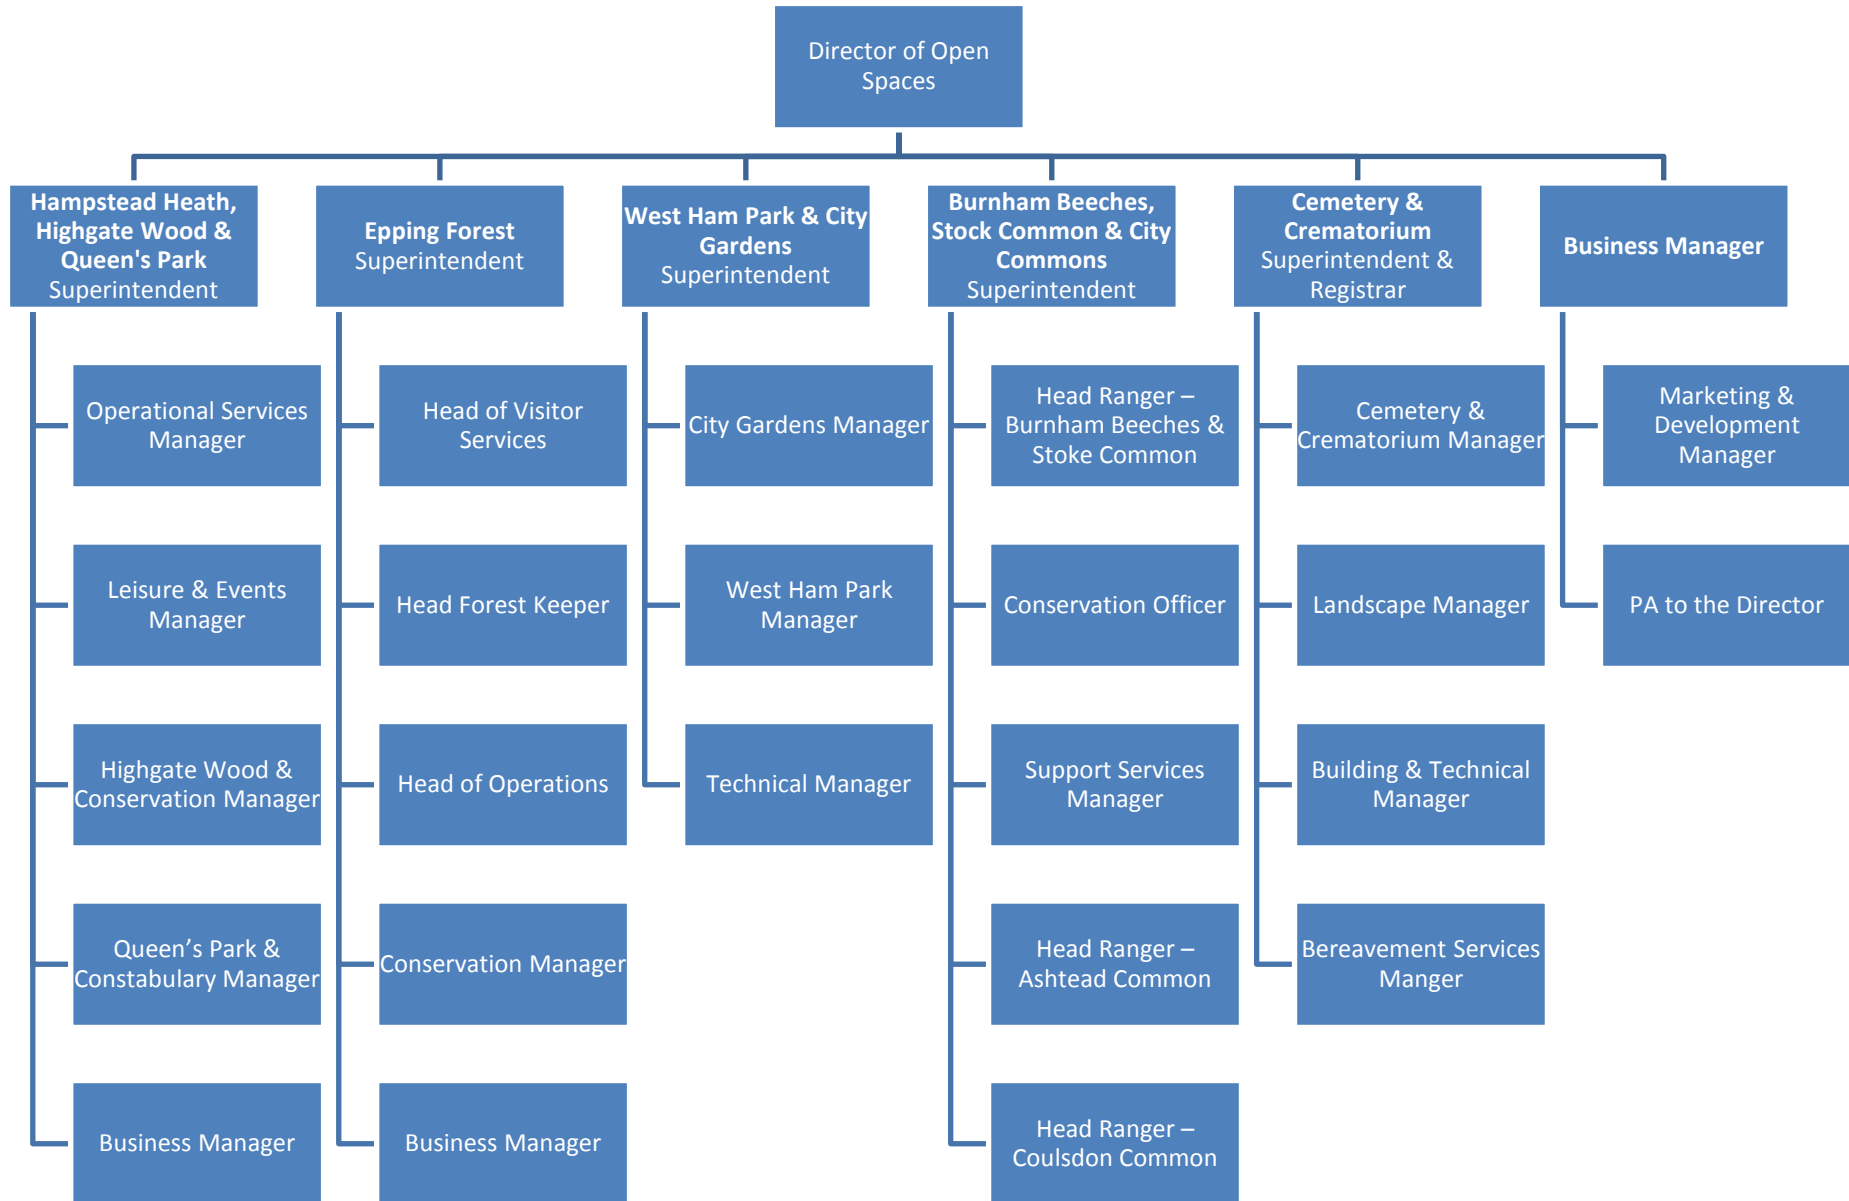 Director of Open
Spaces
Hampstead Heath,
Highgate Wood &
Queen's Park
Superintendent
Operational Services
Manager
Leisure & Events
Manager
Highgate Wood &
Conservation Manager
Queen’s Park &
Constabulary Manager
Business Manager
Epping Forest
Superintendent
Head of Visitor
Services
Head Forest Keeper
Head of Operations
Conservation Manager
Business Manager
West Ham Park & City
Gardens
Superintendent
City Gardens Manager
West Ham Park
Manager
Technical Manager
Burnham Beeches,
Stock Common & City
Commons
Superintendent
Head Ranger –
Burnham Beeches &
Stoke Common
Conservation Officer
Support Services
Manager
Head Ranger –
Ashtead Common
Head Ranger –
Coulsdon Common
Cemetery &
Crematorium
Superintendent &
Registrar
Cemetery &
Crematorium Manager
Landscape Manager
Building & Technical
Manager
Bereavement Services
Manger
Business Manager
Marketing &
Development
Manager
PA to the Director